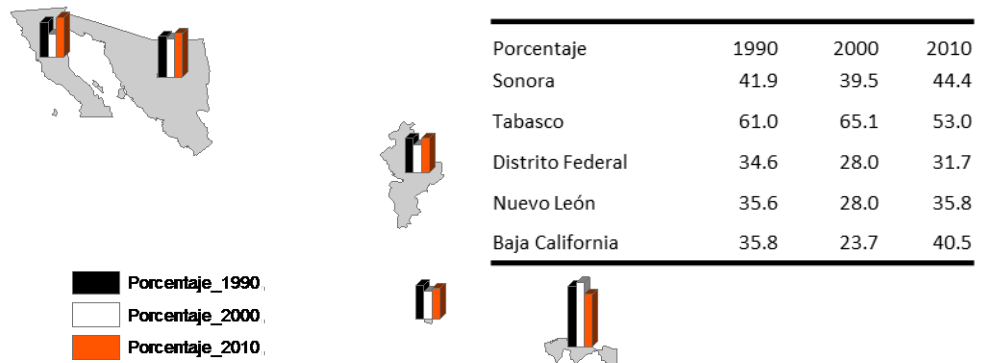 Porcentaje 1990 2000 2010
Sonora 41.9 39.5 44.4
Tabasco 61.0 65.1 53.0
Distrito Federal 34.6 28.0 31.7
Nuevo León 35.6 28.0 35.8
Baja California 35.8 23.7 40.5
Porcentaje_1990
Porcentaje_2000
Porcentaje_2010